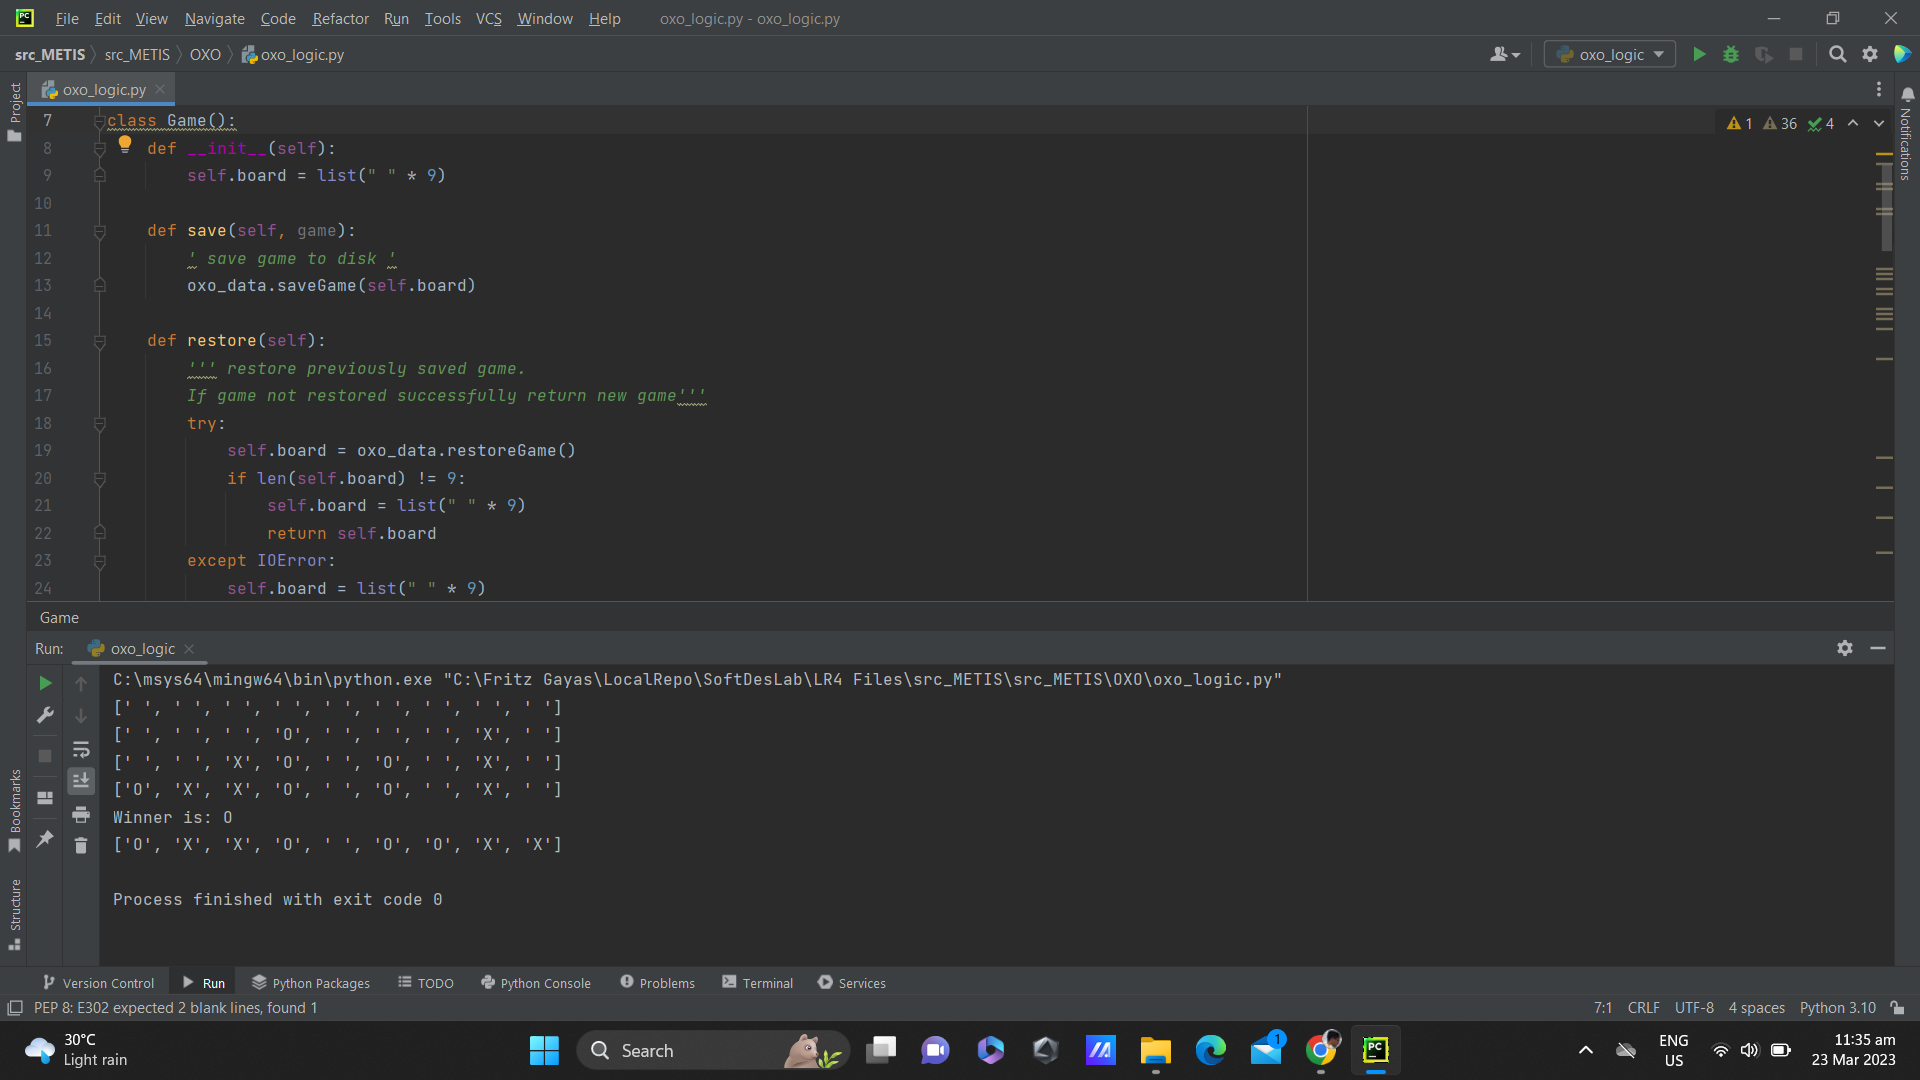 File Edit View Navigate Code Refactor Run Tools VCS Window Help oxo_logic.py - oxo_logic.py
src_METIS src_METIS OXO oxo_logic.py oxo_logic
Project
oxo_logic.py
Notifications
1 36 4
7 class Game():
8 def __init__(self):
9 self.board = list(" " * 9)
10
11 def save(self, game):
12 ' save game to disk '
13 oxo_data.saveGame(self.board)
14
15 def restore(self):
16 ''' restore previously saved game.
17 If game not restored successfully return new game'''
18 try:
19 self.board = oxo_data.restoreGame()
20 if len(self.board) != 9:
21 self.board = list(" " * 9)
22 return self.board
23 except IOError:
24 self.board = list(" " * 9)
Game
Run: oxo_logic
C:\msys64\mingw64\bin\python.exe "C:\Fritz Gayas\LocalRepo\SoftDesLab\LR4 Files\src_METIS\src_METIS\OXO\oxo_logic.py"
[' ', ' ', ' ', ' ', ' ', ' ', ' ', ' ', ' ']
[' ', ' ', ' ', 'O', ' ', ' ', ' ', 'X', ' ']
[' ', ' ', 'X', 'O', ' ', 'O', ' ', 'X', ' ']
['O', 'X', 'X', 'O', ' ', 'O', ' ', 'X', ' ']
Winner is: O
['O', 'X', 'X', 'O', ' ', 'O', 'O', 'X', 'X']
Process finished with exit code 0
Bookmarks
Structure
Version Control Run Python Packages TODO Python Console Problems Terminal Services
PEP 8: E302 expected 2 blank lines, found 1 7:1 CRLF UTF-8 4 spaces Python 3.10
30°C
Light rain
Search
PC
1
ENG
US
11:35 am
23 Mar 2023